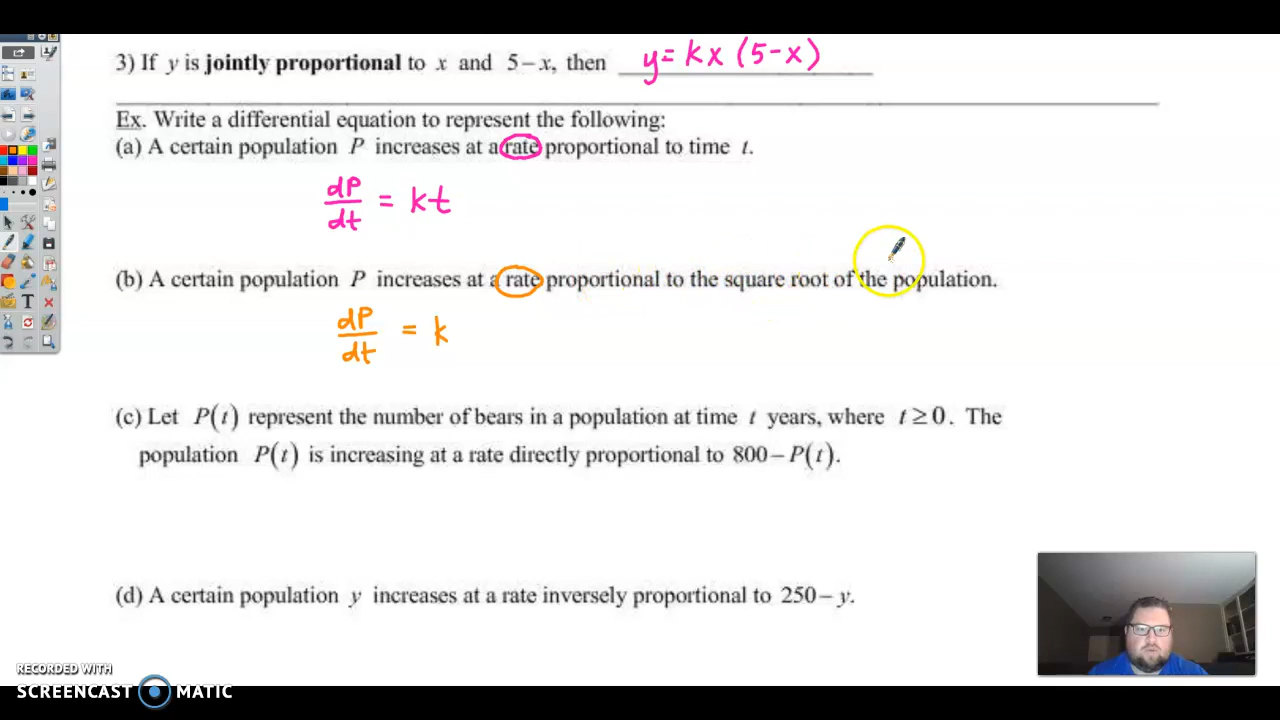 3) If y is jointly proportional to x and 5-x, then y=kx(5-x)
Ex. Write a differential equation to represent the following:
(a) A certain population P increases at a rate proportional to time t.
dP/dt = kt
(b) A certain population P increases at a rate proportional to the square root of the population.
dP/dt = k
(c) Let P(t) represent the number of bears in a population at time t years, where t≥0. The
population P(t) is increasing at a rate directly proportional to 800-P(t).
(d) A certain population y increases at a rate inversely proportional to 250-y.
RECORDED WITH
SCREENCAST MATIC